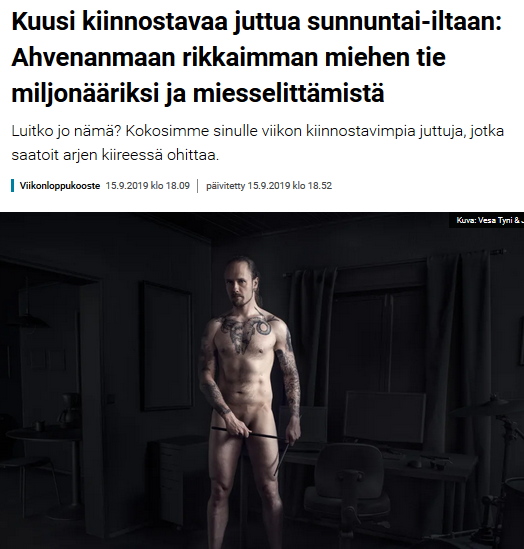 Kuusi kiinnostavaa juttua sunnuntai-iltaan:
Ahvenanmaan rikkaimman miehen tie
miljonääriksi ja miesselittämistä
Luitko jo nämä? Kokosimme sinulle viikon kiinnostavimpia juttuja, jotka
saatoit arjen kiireessä ohittaa.
Viikonloppukooste 15.9.2019 klo 18.09 päivitetty 15.9.2019 klo 18.52
Kuva: Vesa Tyni & J